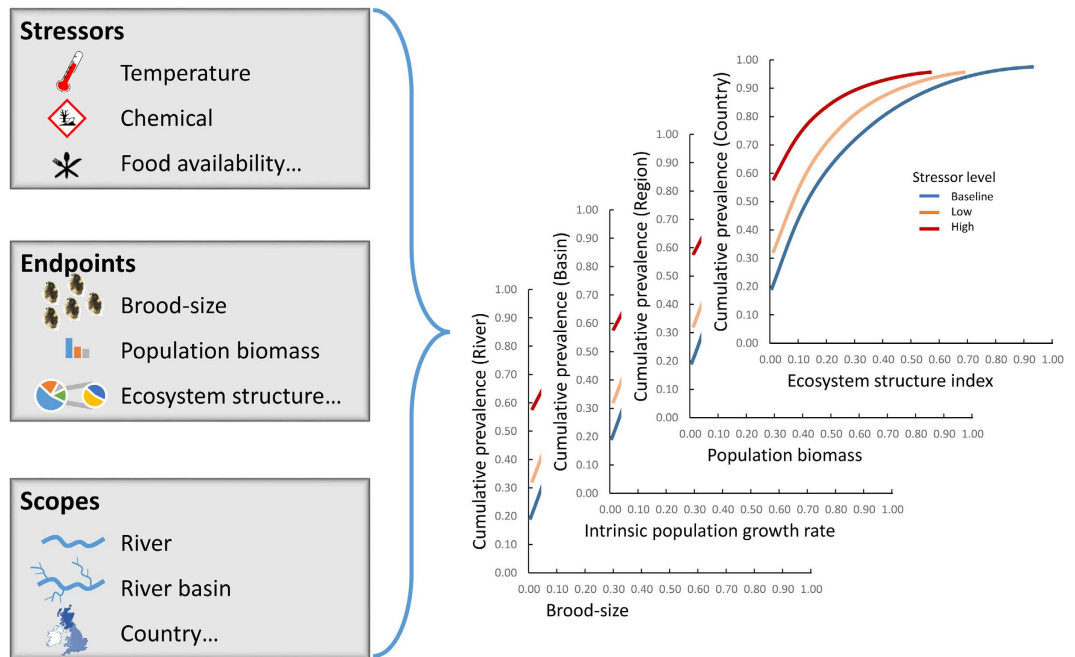 Stressors
Temperature
Chemical
Food availability…
Endpoints
Brood-size
Population biomass
Ecosystem structure…
Scopes
River
River basin
Country…
Cumulative prevalence (River)
1.00
0.90
0.80
0.70
0.60
0.50
0.40
0.30
0.20
0.10
0.00
0.00 0.10 0.20 0.30 0.40 0.50 0.60 0.70 0.80 0.90 1.00
Brood-size
Cumulative prevalence (Basin)
1.00
0.90
0.80
0.70
0.60
0.50
0.40
0.30
0.20
0.10
0.00
0.00 0.10 0.20 0.30 0.40 0.50 0.60 0.70 0.80 0.90 1.00
Intrinsic population growth rate
Cumulative prevalence (Region)
1.00
0.90
0.80
0.70
0.60
0.50
0.40
0.30
0.20
0.10
0.00
0.00 0.10 0.20 0.30 0.40 0.50 0.60 0.70 0.80 0.90 1.00
Population biomass
Cumulative prevalence (Country)
1.00
0.90
0.80
0.70
0.60
0.50
0.40
0.30
0.20
0.10
0.00
0.00 0.10 0.20 0.30 0.40 0.50 0.60 0.70 0.80 0.90 1.00
Ecosystem structure index
Stressor level
Baseline
Low
High